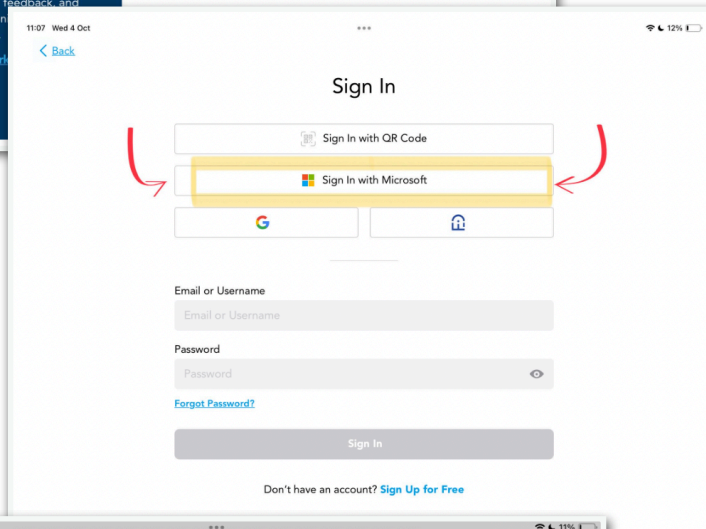 feedback, and
11:07 Wed 4 Oct
12%
Back
Sign In
Sign In with QR Code
Sign In with Microsoft
G
Email or Username
Email or Username
Password
Password
Forgot Password?
Sign In
Don't have an account? Sign Up for Free
11%